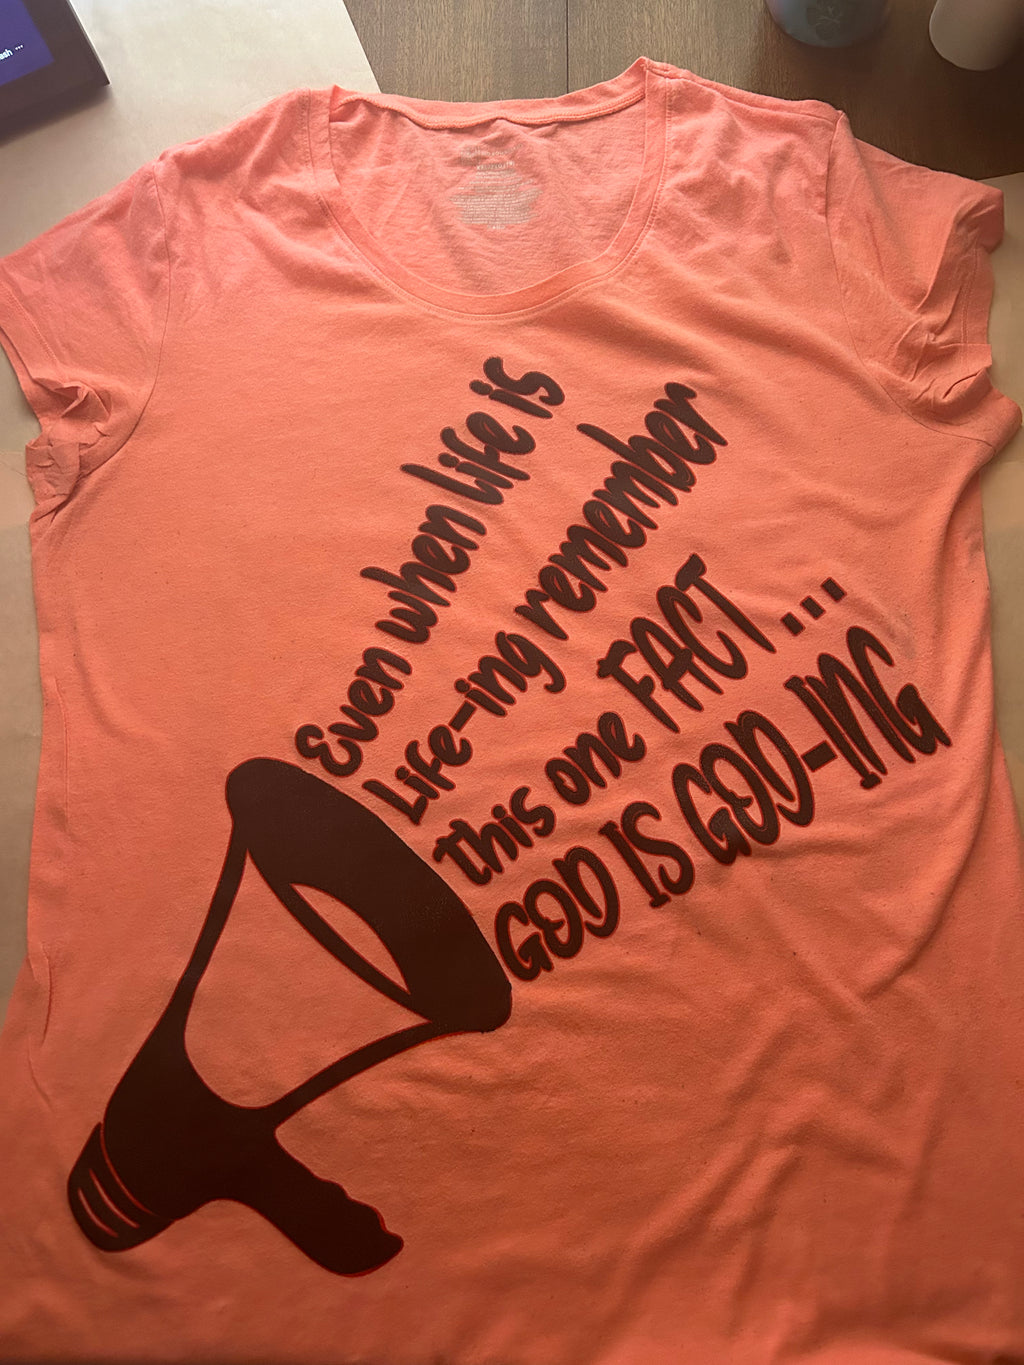 Even when life is
Life-ing remember
This one FACT...
GOD IS GOD-ING